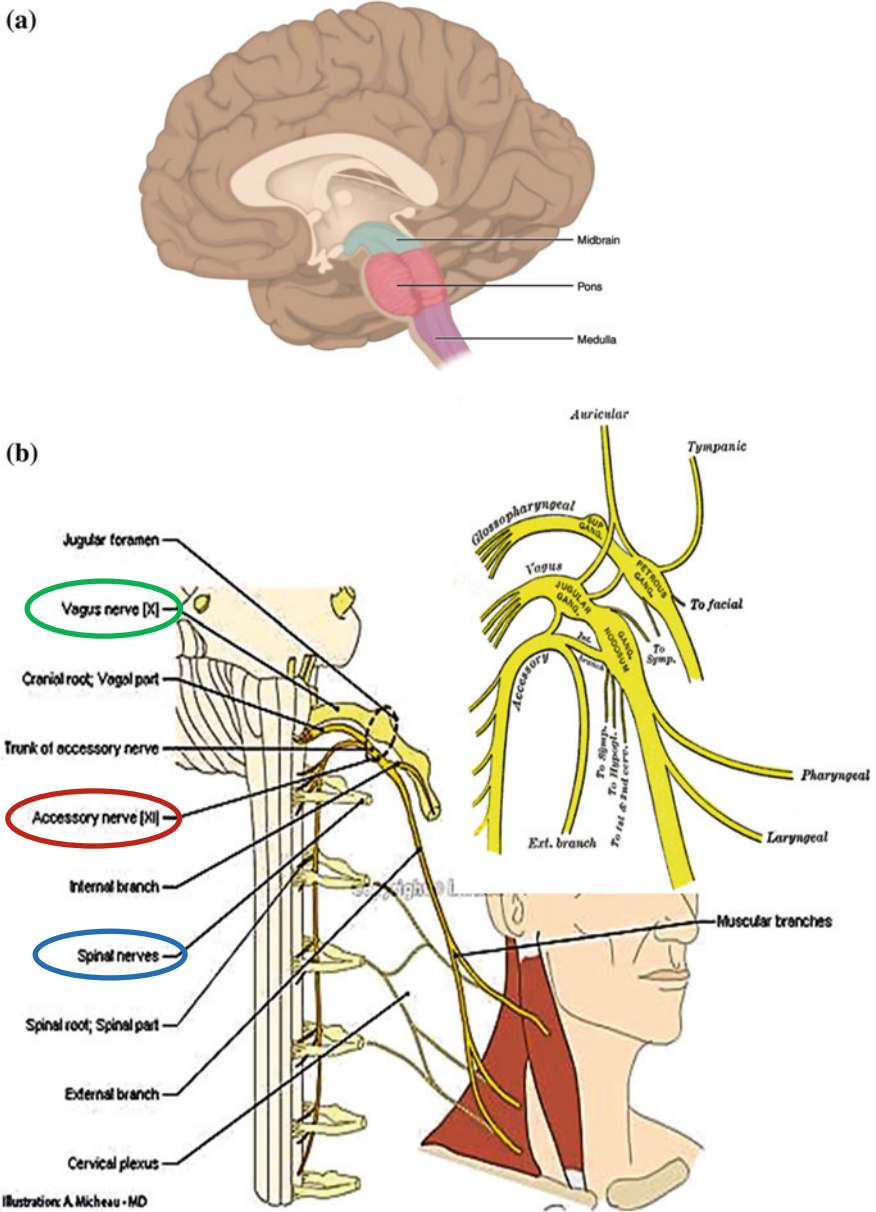 (a)
Midbrain
Pons
Medulla
(b)
Jugular foramen
Vagus nerve [X]
Cranial root; Vagal part
Trunk of accessory nerve
Accessory nerve [XI]
Internal branch
Spinal nerves
Spinal root; Spinal part
External branch
Cervical plexus
Illustration: A. Micheau - MD
Auricular
Tympanic
Glossopharyngeal
SUP.
GANG.
PETROUS
GANG.
Vagus
JUGULAR
GANG.
To facial
GANG.
NODOSUM
Int.
branch
To
Symp.
Accessory
To Symp.
To Hypogl.
To 1st & 2nd cerv.
Pharyngeal
Laryngeal
Ext. branch
Copyright©
Muscular branches